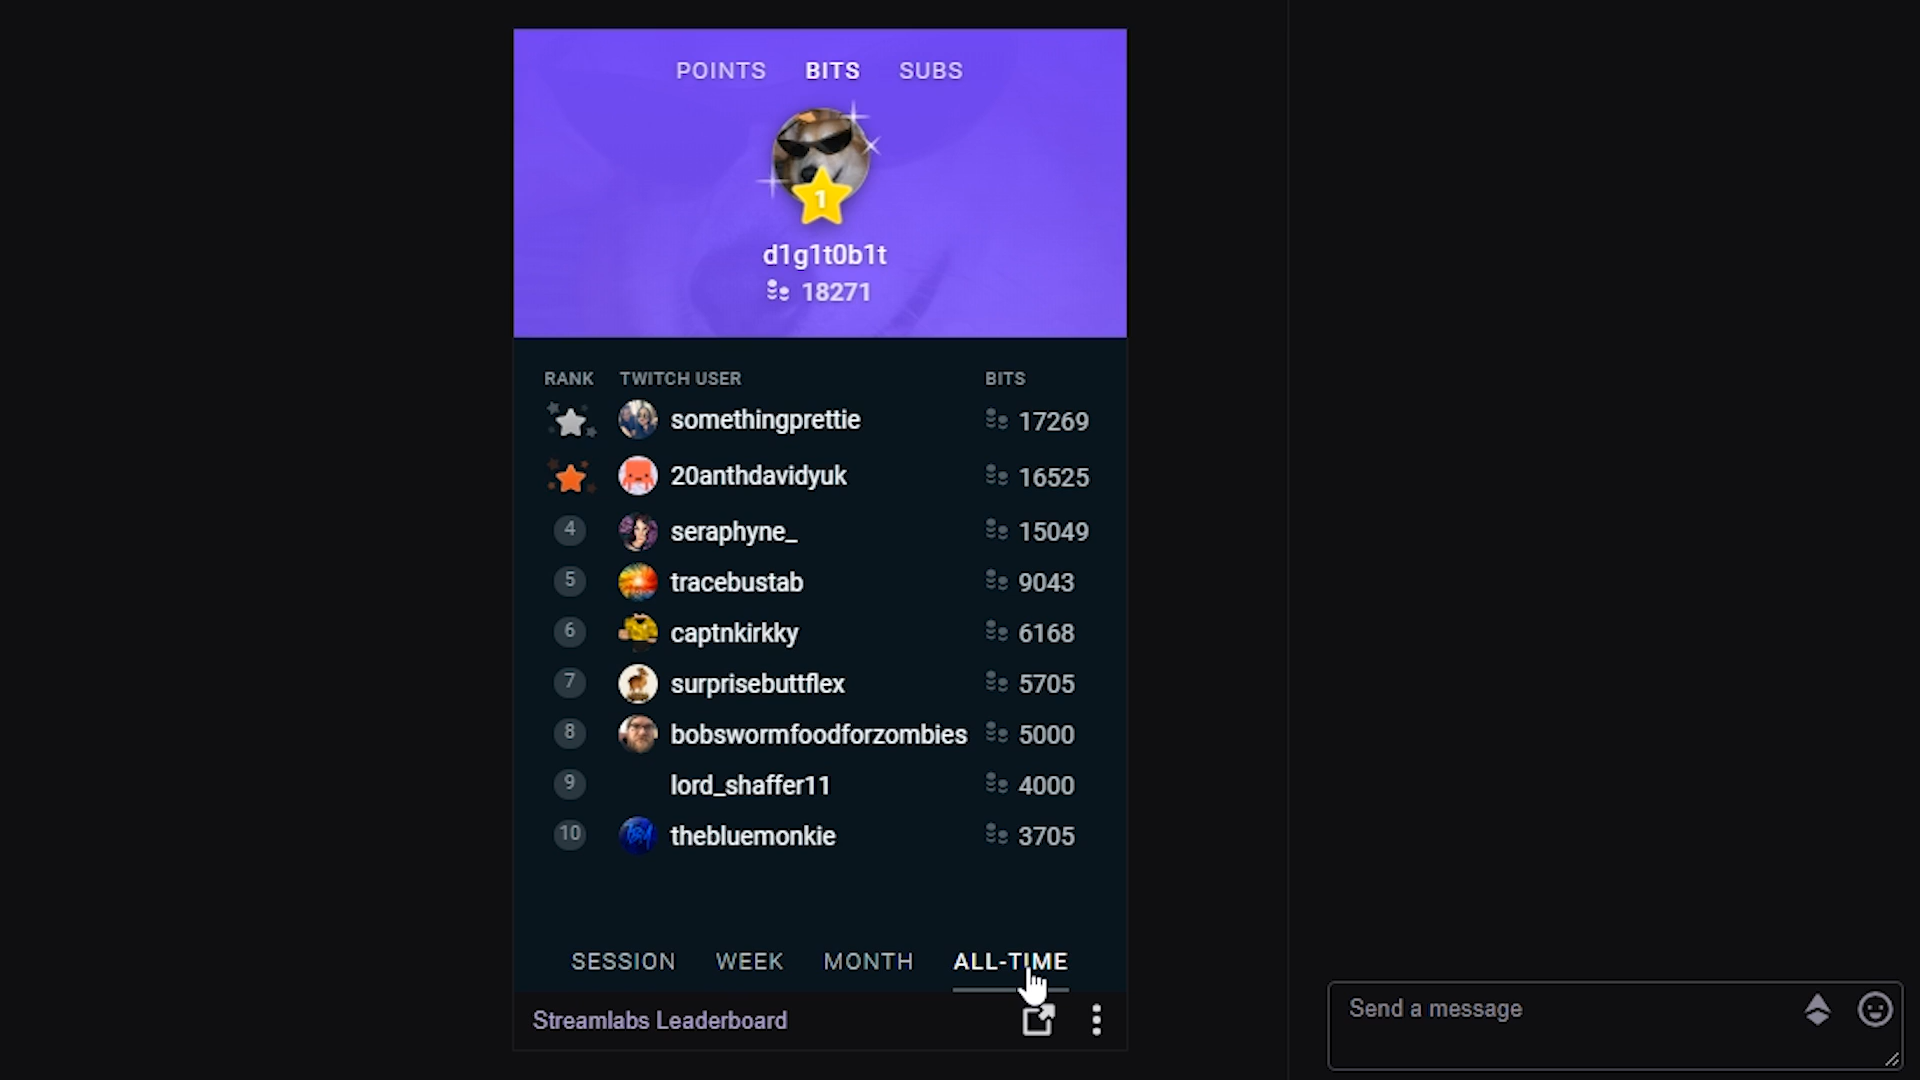 POINTS BITS SUBS
1
d1g1t0b1t
18271
RANK TWITCH USER BITS
somethingprettie 17269
20anthdavidyuk 16525
4 seraphyne_ 15049
5 tracebustab 9043
6 captnkirkky 6168
7 surprisebuttflex 5705
8 bobswormfoodforzombies 5000
9 lord_shaffer11 4000
10 thebluemonkie 3705
SESSION WEEK MONTH ALL-TIME
Streamlabs Leaderboard
Send a message